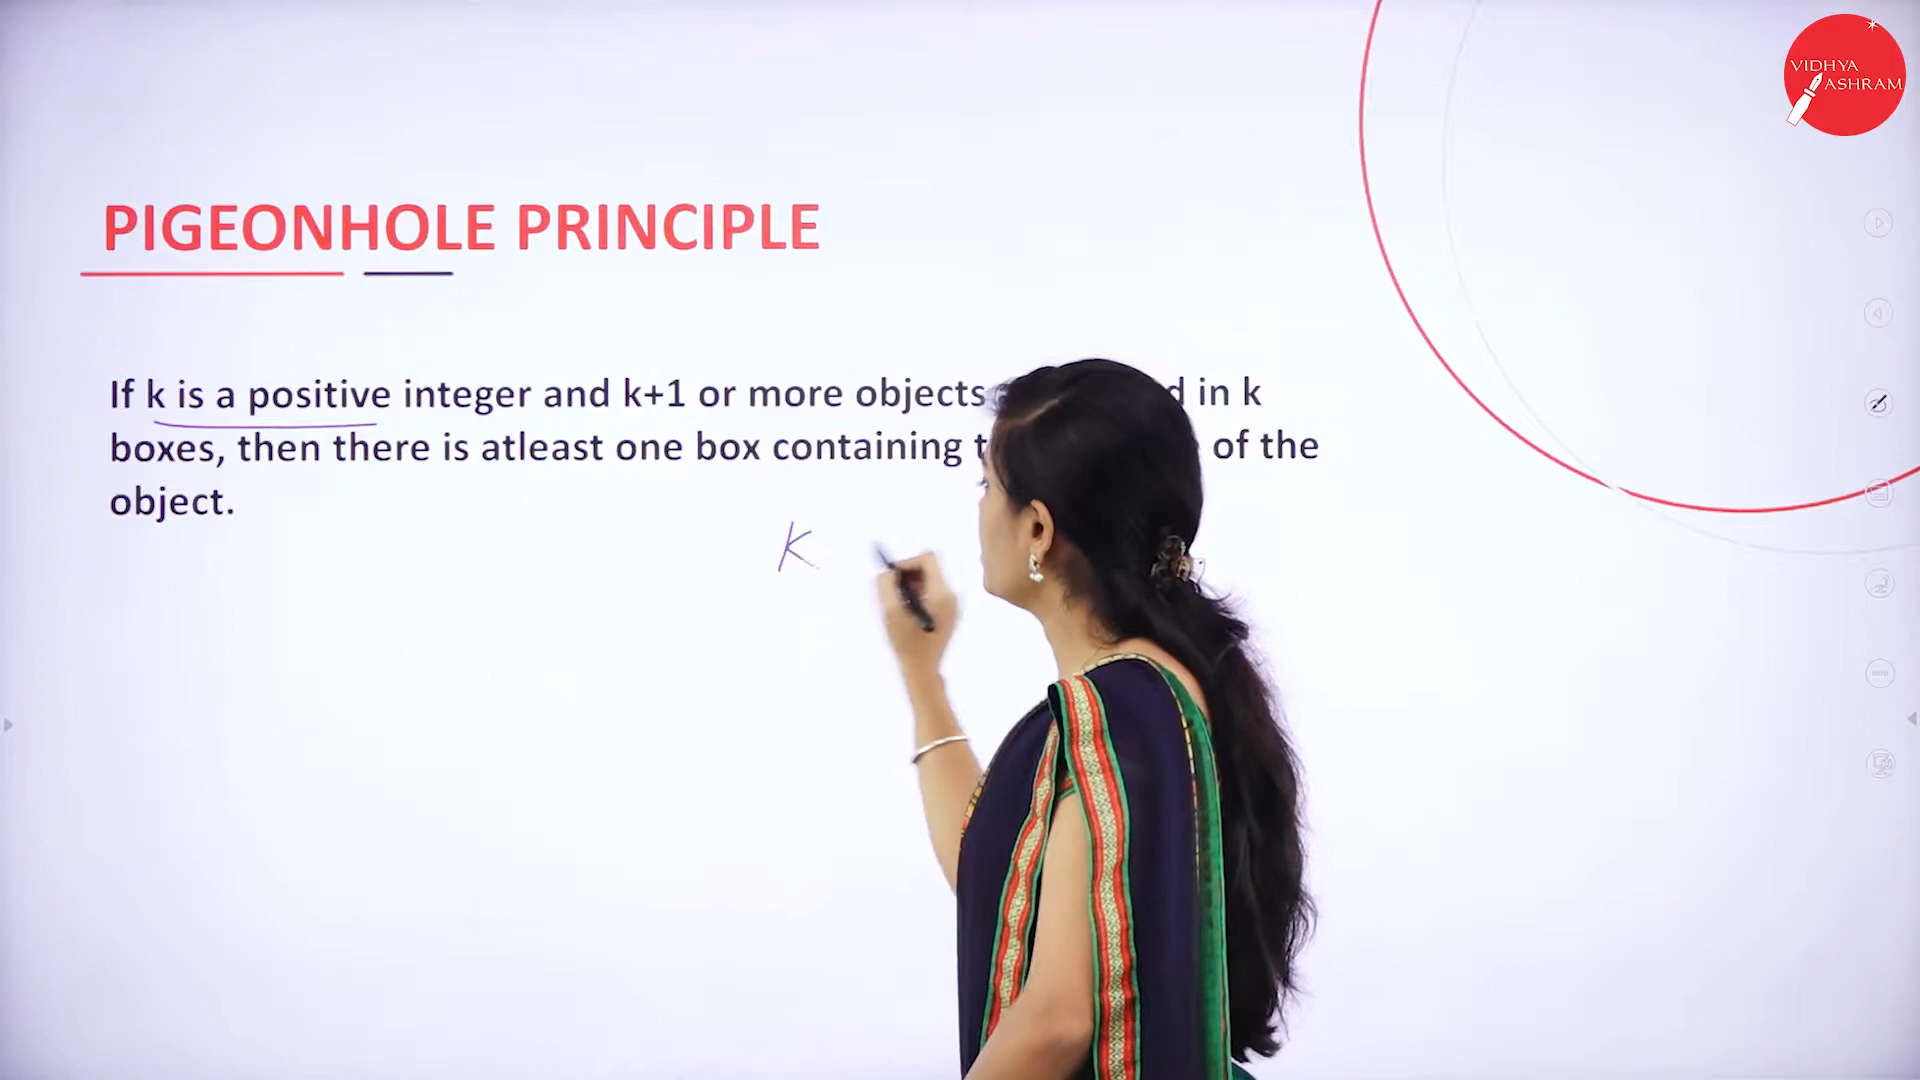 VIDHYA
ASHRAM
PIGEONHOLE PRINCIPLE
If k is a positive integer and k+1 or more objects in k
boxes, then there is atleast one box containing of the
object.
K